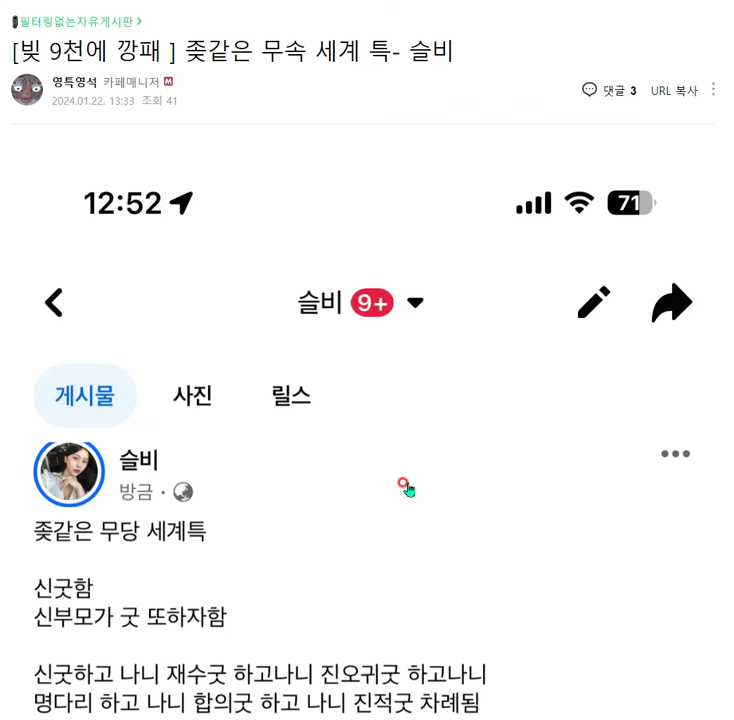 필터링없는자유게시판 >
[빚 9천에 깡패 ] 좆같은 무속 세계 특- 슬비
영특영석 카페매니저 M
2024.01.22. 13:33 조회 41
댓글 3 URL 복사
12:52
71
슬비 9+
게시물 사진 릴스
슬비
방금 ·
좆같은 무당 세계특
신굿함
신부모가 굿 또하자함
신굿하고 나니 재수굿 하고나니 진오귀굿 하고나니
명다리 하고 나니 합의굿 하고 나니 진적굿 차례됨